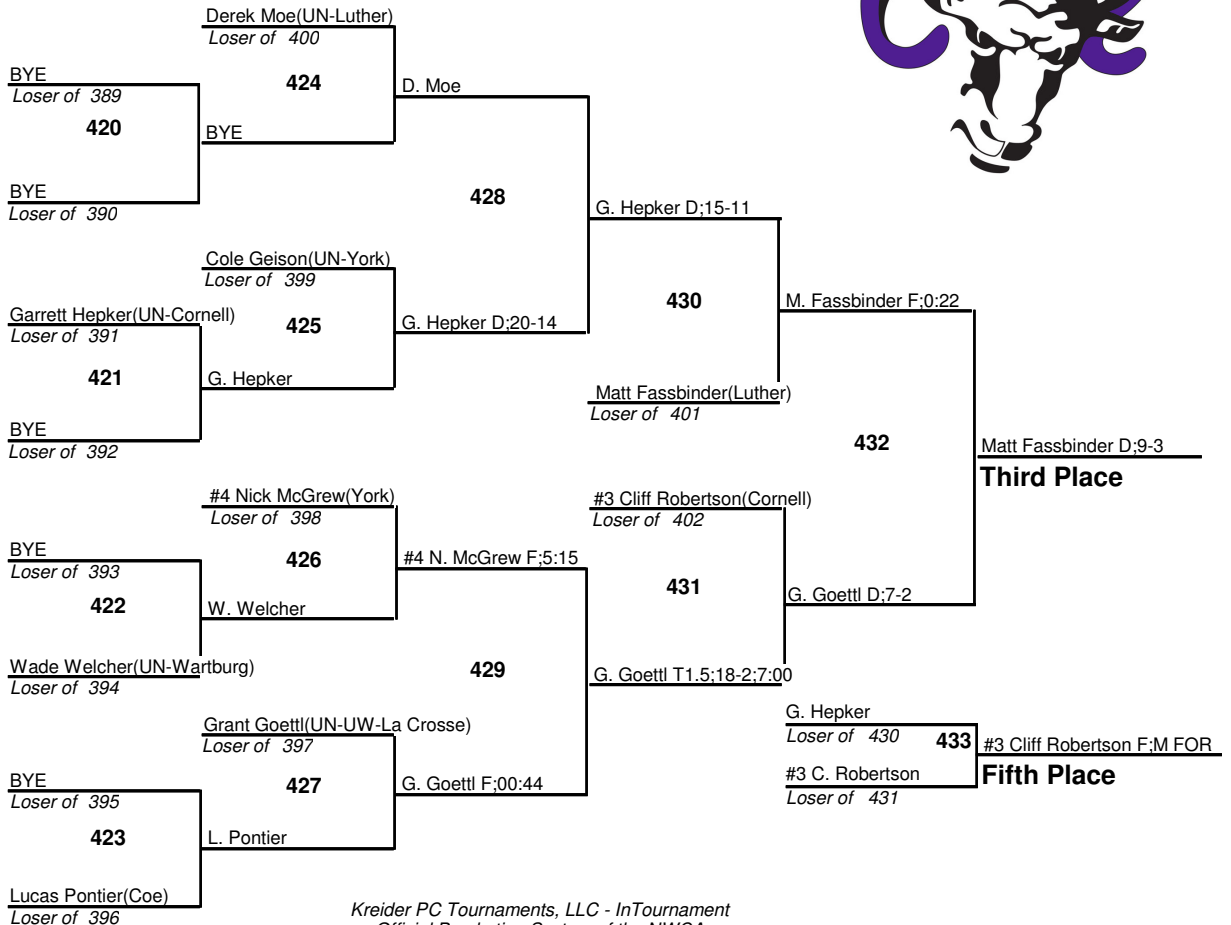 Derek Moe(UN-Luther)
Loser of 400
BYE
Loser of 389
424
D. Moe
420
BYE
BYE
Loser of 390
428
G. Hepker D;15-11
Cole Geison(UN-York)
Loser of 399
Garrett Hepker(UN-Cornell)
Loser of 391
425
G. Hepker D;20-14
430
M. Fassbinder F;0:22
421
G. Hepker
Matt Fassbinder(Luther)
Loser of 401
BYE
Loser of 392
432
Matt Fassbinder D;9-3
Third Place
#4 Nick McGrew(York)
Loser of 398
#3 Cliff Robertson(Cornell)
Loser of 402
BYE
Loser of 393
426
#4 N. McGrew F;5:15
431
G. Goettl D;7-2
422
W. Welcher
Wade Welcher(UN-Wartburg)
Loser of 394
429
G. Goettl T1.5;18-2;7:00
Grant Goettl(UN-UW-La Crosse)
Loser of 397
G. Hepker
Loser of 430
433
#3 Cliff Robertson F;M FOR
Fifth Place
#3 C. Robertson
Loser of 431
BYE
Loser of 395
427
G. Goettl F;00:44
423
L. Pontier
Lucas Pontier(Coe)
Loser of 396
Kreider PC Tournaments, LLC - InTournament
Official Bracketing System of the NWCA